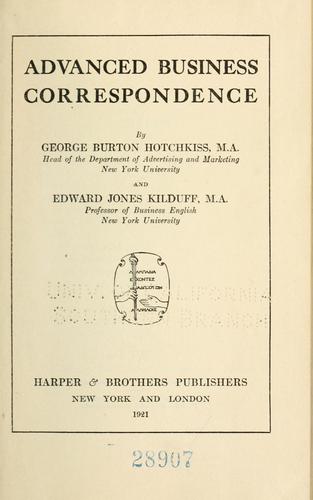 ADVANCED BUSINESS
CORRESPONDENCE
By
GEORGE BURTON HOTCHKISS, M.A.
Head of the Department of Advertising and Marketing
New York University
AND
EDWARD JONES KILDUFF, M.A.
Professor of Business English
New York University
HARPER & BROTHERS PUBLISHERS
NEW YORK AND LONDON
1921
28907